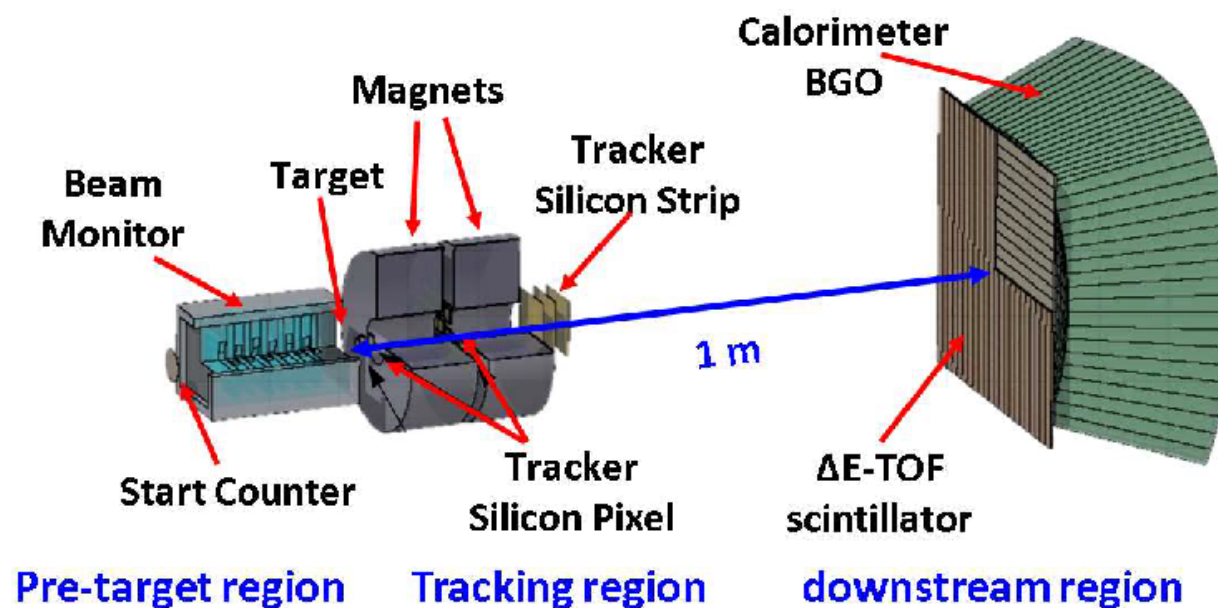 Calorimeter
BGO
Magnets
Tracker
Silicon Strip
Target
Beam
Monitor
1 m
Start Counter
Tracker
Silicon Pixel
ΔE-TOF
scintillator
Pre-target region
Tracking region
downstream region